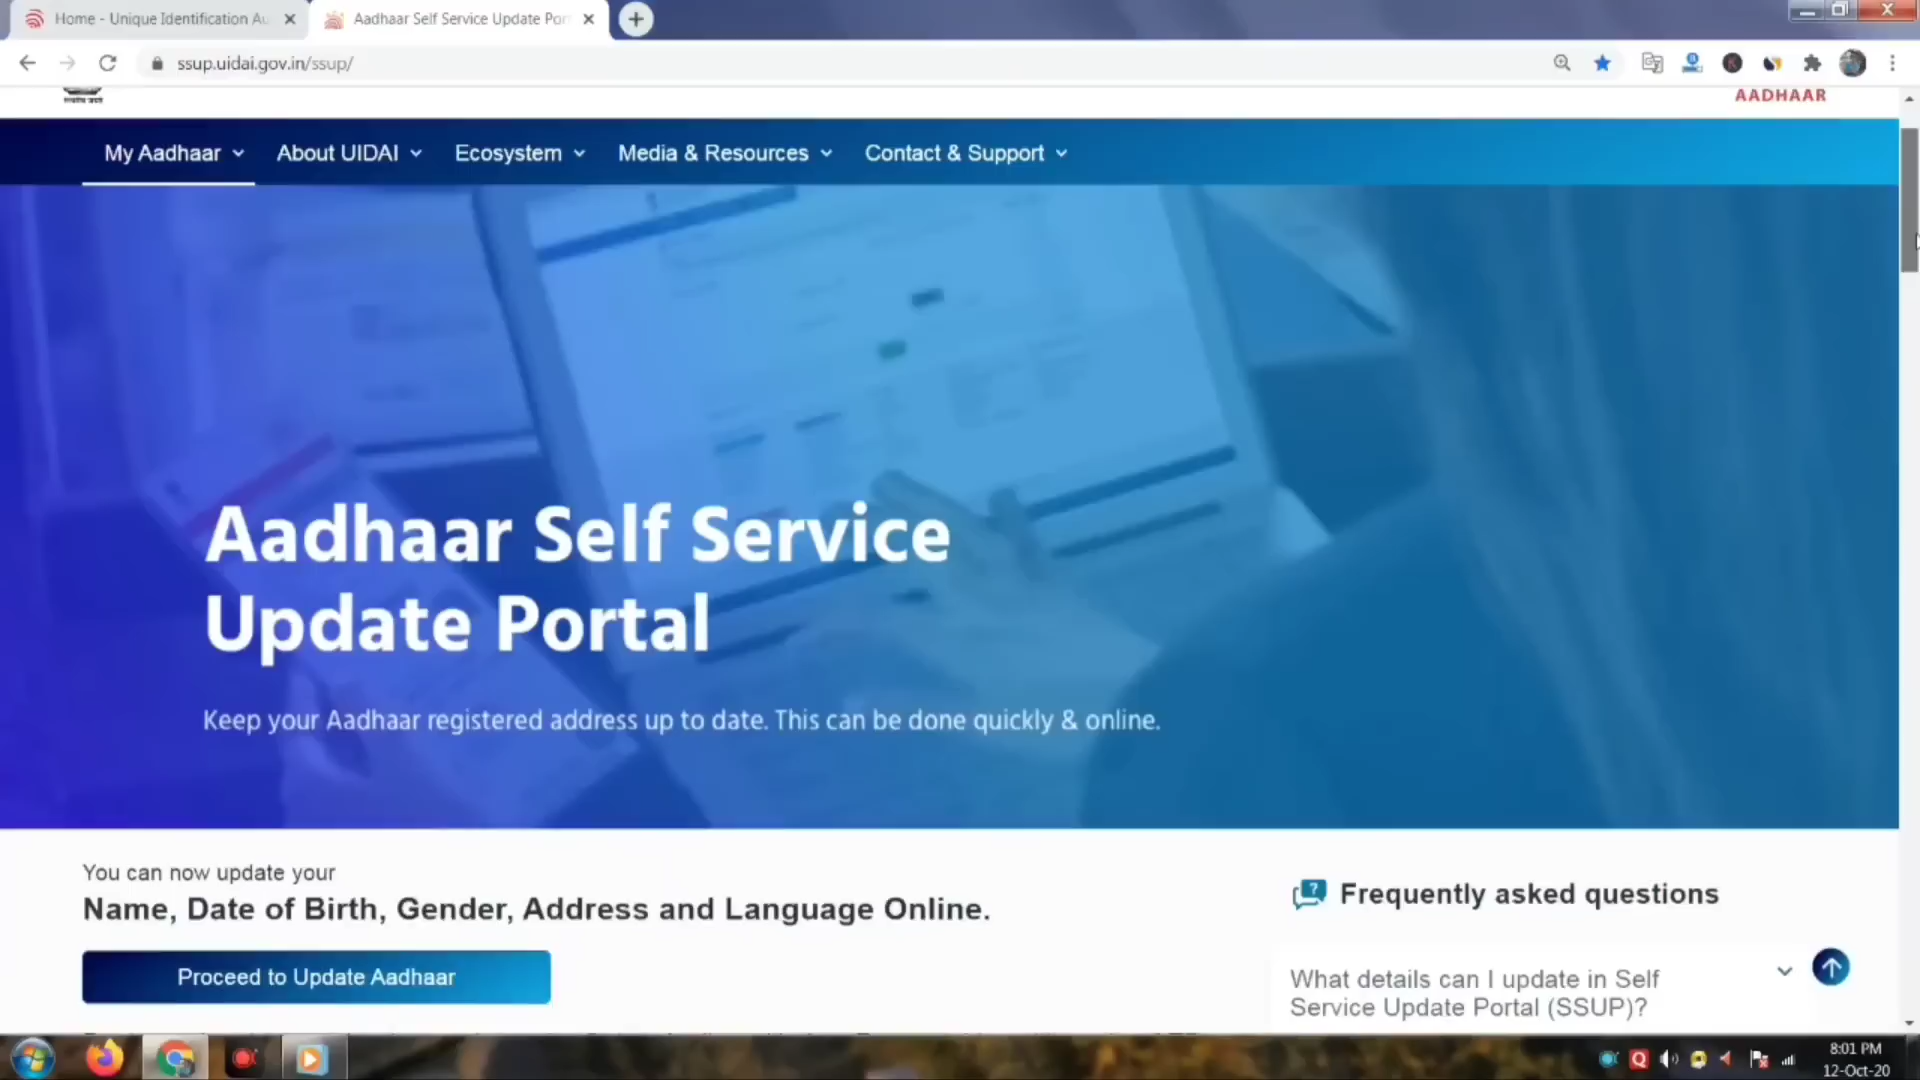 Home - Unique Identification Au
Aadhaar Self Service Update Por
ssup.uidai.gov.in/ssup/
AADHAAR
My Aadhaar
About UIDAI
Ecosystem
Media & Resources
Contact & Support
Aadhaar Self Service
Update Portal
Keep your Aadhaar registered address up to date. This can be done quickly & online.
You can now update your
Name, Date of Birth, Gender, Address and Language Online.
Proceed to Update Aadhaar
Frequently asked questions
What details can I update in Self
Service Update Portal (SSUP)?
8:01 PM
12-Oct-20